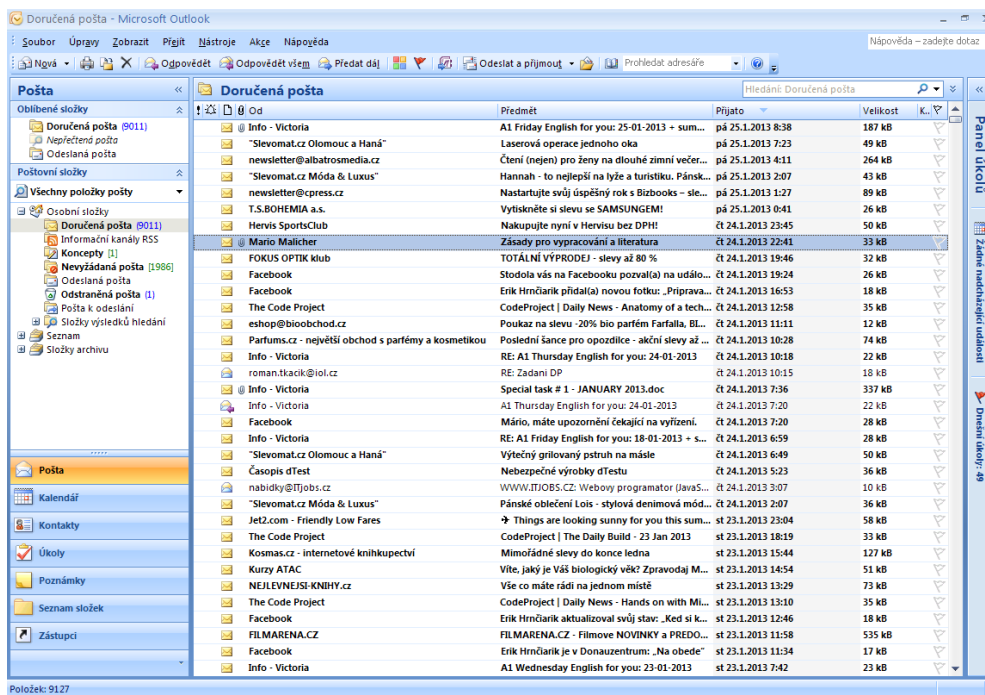 Doručená pošta - Microsoft Outlook
Soubor Úpravy Zobrazit Přejít Nástroje Akce Nápověda Nápověda – zadejte dotaz
Nová Odpovědět Odpovědět všem Předat dál Odeslat a přijmout Prohledat adresáře
Pošta «
Oblíbené složky
Doručená pošta (9011)
Nepřečtená pošta
Odeslaná pošta
Poštovní složky
Všechny položky pošty
Osobní složky
Doručená pošta (9011)
Informační kanály RSS
Koncepty [1]
Nevyžádaná pošta [1986]
Odeslaná pošta
Odstraněná pošta (1)
Pošta k odeslání
Složky výsledků hledání
Seznam
Složky archivu
Pošta
Kalendář
Kontakty
Úkoly
Poznámky
Seznam složek
Zástupci
Doručená pošta Hledání: Doručená pošta
Od Předmět Přijato Velikost K..
Info - Victoria A1 Friday English for you: 25-01-2013 + sum... pá 25.1.2013 8:38 187 kB
"Slevomat.cz Olomouc a Haná" Laserová operace jednoho oka pá 25.1.2013 7:23 49 kB
newsletter@albatrosmedia.cz Čtení (nejen) pro ženy na dlouhé zimní večer... pá 25.1.2013 4:11 264 kB
"Slevomat.cz Móda & Luxus" Hannah - to nejlepší na lyže a turistiku. Pánsk... pá 25.1.2013 2:07 43 kB
newsletter@cpress.cz Nastartujte svůj úspěšný rok s Bizbooks – sle... pá 25.1.2013 1:27 89 kB
T.S.BOHEMIA a.s. Vytiskněte si slevu se SAMSUNGEM! pá 25.1.2013 0:41 26 kB
Hervis SportsClub Nakupujte nyní v Hervisu bez DPH! čt 24.1.2013 23:45 50 kB
Mario Malicher Zásady pro vypracování a literatura čt 24.1.2013 22:41 33 kB
FOKUS OPTIK klub TOTÁLNÍ VÝPRODEJ - slevy až 80 % čt 24.1.2013 19:46 32 kB
Facebook Stodola vás na Facebooku pozval(a) na událo... čt 24.1.2013 19:24 26 kB
Facebook Erik Hrnčiarik přidal(a) novou fotku: „Priprava... čt 24.1.2013 16:53 18 kB
The Code Project CodeProject | Daily News - Anatomy of a tech... čt 24.1.2013 12:58 35 kB
eshop@bioobchod.cz Poukaz na slevu -20% bio parfém Farfalla, BI... čt 24.1.2013 11:11 12 kB
Parfums.cz - největší obchod s parfémy a kosmetikou Poslední šance pro opozdilce - akční slevy až ... čt 24.1.2013 10:28 74 kB
Info - Victoria RE: A1 Thursday English for you: 24-01-2013 čt 24.1.2013 10:18 22 kB
roman.tkacik@iol.cz RE: Zadani DP čt 24.1.2013 10:15 18 kB
Info - Victoria Special task # 1 - JANUARY 2013.doc čt 24.1.2013 7:36 337 kB
Info - Victoria A1 Thursday English for you: 24-01-2013 čt 24.1.2013 7:20 22 kB
Facebook Mário, máte upozornění čekající na vyřízení. čt 24.1.2013 7:20 28 kB
Info - Victoria RE: A1 Friday English for you: 18-01-2013 + s... čt 24.1.2013 6:59 28 kB
"Slevomat.cz Olomouc a Haná" Výtečný grilovaný pstruh na másle čt 24.1.2013 6:49 50 kB
Časopis dTest Nebezpečné výrobky dTestu čt 24.1.2013 5:23 36 kB
nabidky@ITjobs.cz WWW.ITJOBS.CZ: Webovy programator (JavaS... čt 24.1.2013 3:07 10 kB
"Slevomat.cz Móda & Luxus" Pánské oblečení Lois - stylová denimová mód... čt 24.1.2013 2:07 36 kB
Jet2.com - Friendly Low Fares ✈ Things are looking sunny for you this sum... st 23.1.2013 23:04 58 kB
The Code Project CodeProject | The Daily Build - 23 Jan 2013 st 23.1.2013 18:19 33 kB
Kosmas.cz - internetové knihkupectví Mimořádné slevy do konce ledna st 23.1.2013 15:44 127 kB
Kurzy ATAC Víte, jaký je Váš biologický věk? Zpravodaj M... st 23.1.2013 14:54 51 kB
NEJLEVNEJSI-KNIHY.cz Vše co máte rádi na jednom místě st 23.1.2013 13:29 73 kB
The Code Project CodeProject | Daily News - Hands on with Mi... st 23.1.2013 13:10 35 kB
Facebook Erik Hrnčiarik aktualizoval svůj stav: „Ked si k... st 23.1.2013 12:46 18 kB
FILMARENA.CZ FILMARENA.CZ - Filmove NOVINKY a PREDO... st 23.1.2013 11:58 535 kB
Facebook Erik Hrnčiarik je v Donauzentrum: „Na obede" st 23.1.2013 11:34 17 kB
Info - Victoria A1 Wednesday English for you: 23-01-2013 st 23.1.2013 7:42 23 kB
« Panel úkolů
Žádné nadcházející události
Dnešní úkoly: 49
Položek: 9127